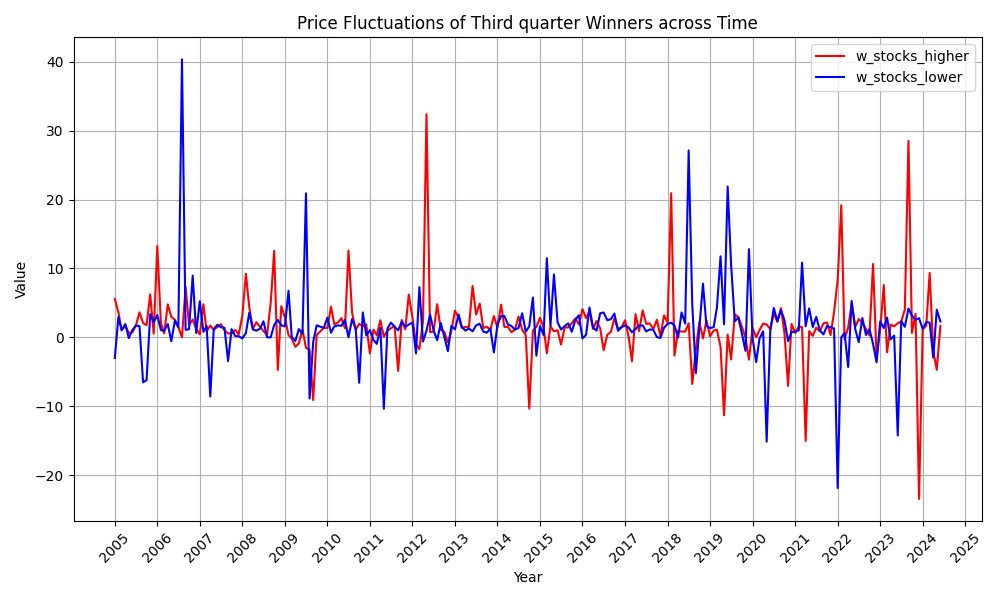 Price Fluctuations of Third quarter Winners across Time
w_stocks_higher
w_stocks_lower
Value
40
30
20
10
0
−10
−20
2005 2006 2007 2008 2009 2010 2011 2012 2013 2014 2015 2016 2017 2018 2019 2020 2021 2022 2023 2024 2025
Year